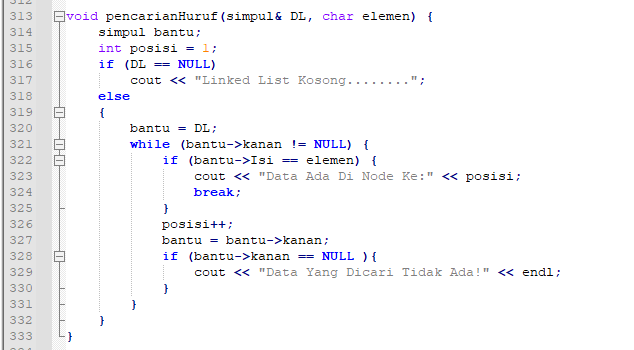 313 void pencarianHuruf(simpul& DL, char elemen) {
314 simpul bantu;
315 int posisi = 1;
316 if (DL == NULL)
317 cout << "Linked List Kosong........";
318 else
319 {
320 bantu = DL;
321 while (bantu->kanan != NULL) {
322 if (bantu->Isi == elemen) {
323 cout << "Data Ada Di Node Ke:" << posisi;
324 break;
325 }
326 posisi++;
327 bantu = bantu->kanan;
328 if (bantu->kanan == NULL ){
329 cout << "Data Yang Dicari Tidak Ada!" << endl;
330 }
331 }
332 }
333 }